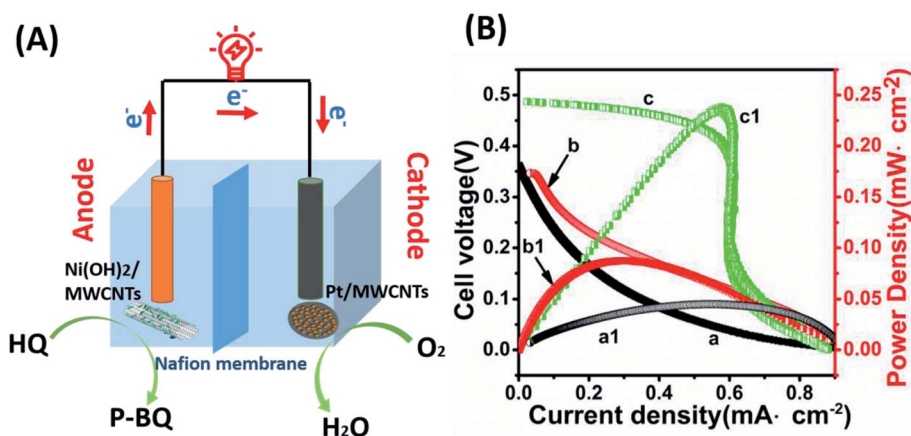 (A)
e-
e-
e-
Anode
Cathode
Ni(OH)2/
MWCNTs
Pt/MWCNTs
HQ
O2
Nafion membrane
P-BQ
H2O
(B)
Cell voltage(V)
0.5
0.4
0.3
0.2
0.1
0.0
c
c1
b
b1
a1
a
0.25
0.20
0.15
0.10
0.05
0.00
Power Density(mW· cm-2)
0.0 0.2 0.4 0.6 0.8
Current density(mA· cm-2)